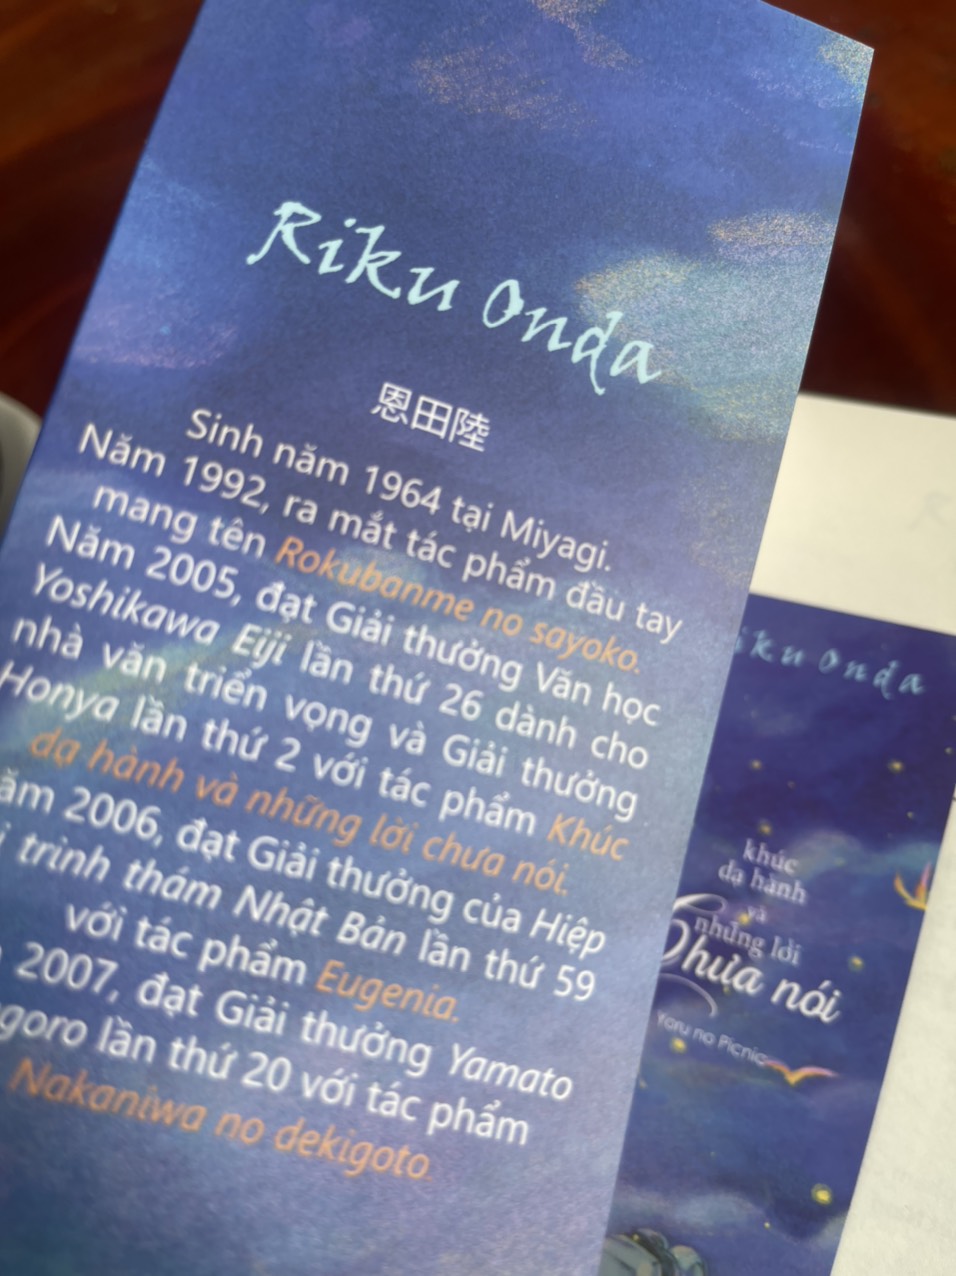 Riku Onda
恩田陸
Sinh năm 1964 tại Miyagi.
Năm 1992, ra mắt tác phẩm đầu tay
mang tên Rokubanme no sayoko.
Năm 2005, đạt Giải thưởng Văn học
Yoshikawa Eiji lần thứ 26 dành cho
nhà văn triển vọng và Giải thưởng
Honya lần thứ 2 với tác phẩm Khúc
dạ hành và những lời chưa nói.
ăm 2006, đạt Giải thưởng của Hiệp
i trinh thám Nhật Bản lần thứ 59
với tác phẩm Eugenia.
2007, đạt Giải thưởng Yamato
goro lần thứ 20 với tác phẩm
Nakaniwa no dekigoto.
iku Onda
khúc
dạ hành
và
những lời
Chưa nói
Yoru no Picnic